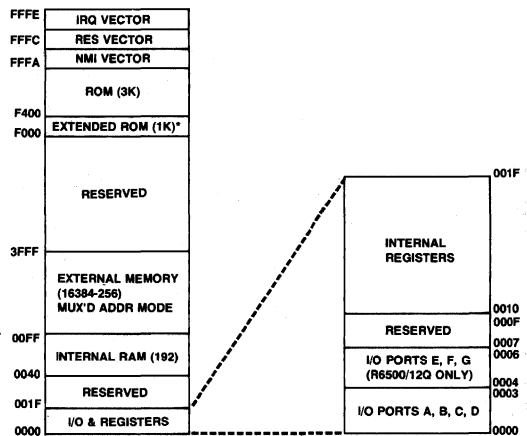 FFFE
IRQ VECTOR
FFFC
RES VECTOR
FFFA
NMI VECTOR
ROM (3K)
F400
EXTENDED ROM (1K)*
F000
RESERVED
3FFF
EXTERNAL MEMORY
(16384-256)
MUX'D ADDR MODE
00FF
INTERNAL RAM (192)
0040
RESERVED
001F
I/O & REGISTERS
0000
001F
INTERNAL
REGISTERS
0010
000F
RESERVED
0007
0006
I/O PORTS E, F, G
(R6500/12Q ONLY)
0004
0003
I/O PORTS A, B, C, D
0000